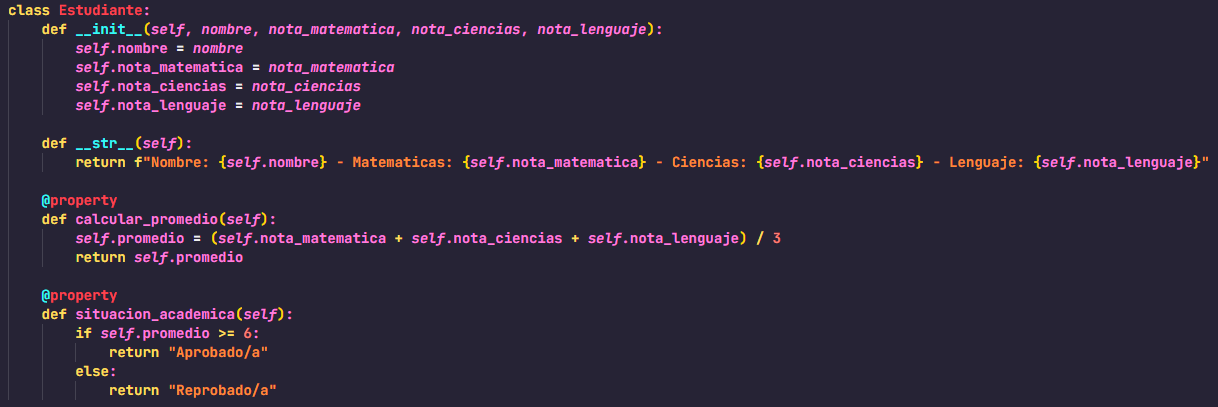 class Estudiante:
    def __init__(self, nombre, nota_matematica, nota_ciencias, nota_lenguaje):
        self.nombre = nombre
        self.nota_matematica = nota_matematica
        self.nota_ciencias = nota_ciencias
        self.nota_lenguaje = nota_lenguaje

    def __str__(self):
        return f"Nombre: {self.nombre} - Matematicas: {self.nota_matematica} - Ciencias: {self.nota_ciencias} - Lenguaje: {self.nota_lenguaje}"

    @property
    def calcular_promedio(self):
        self.promedio = (self.nota_matematica + self.nota_ciencias + self.nota_lenguaje) / 3
        return self.promedio

    @property
    def situacion_academica(self):
        if self.promedio >= 6:
            return "Aprobado/a"
        else:
            return "Reprobado/a"